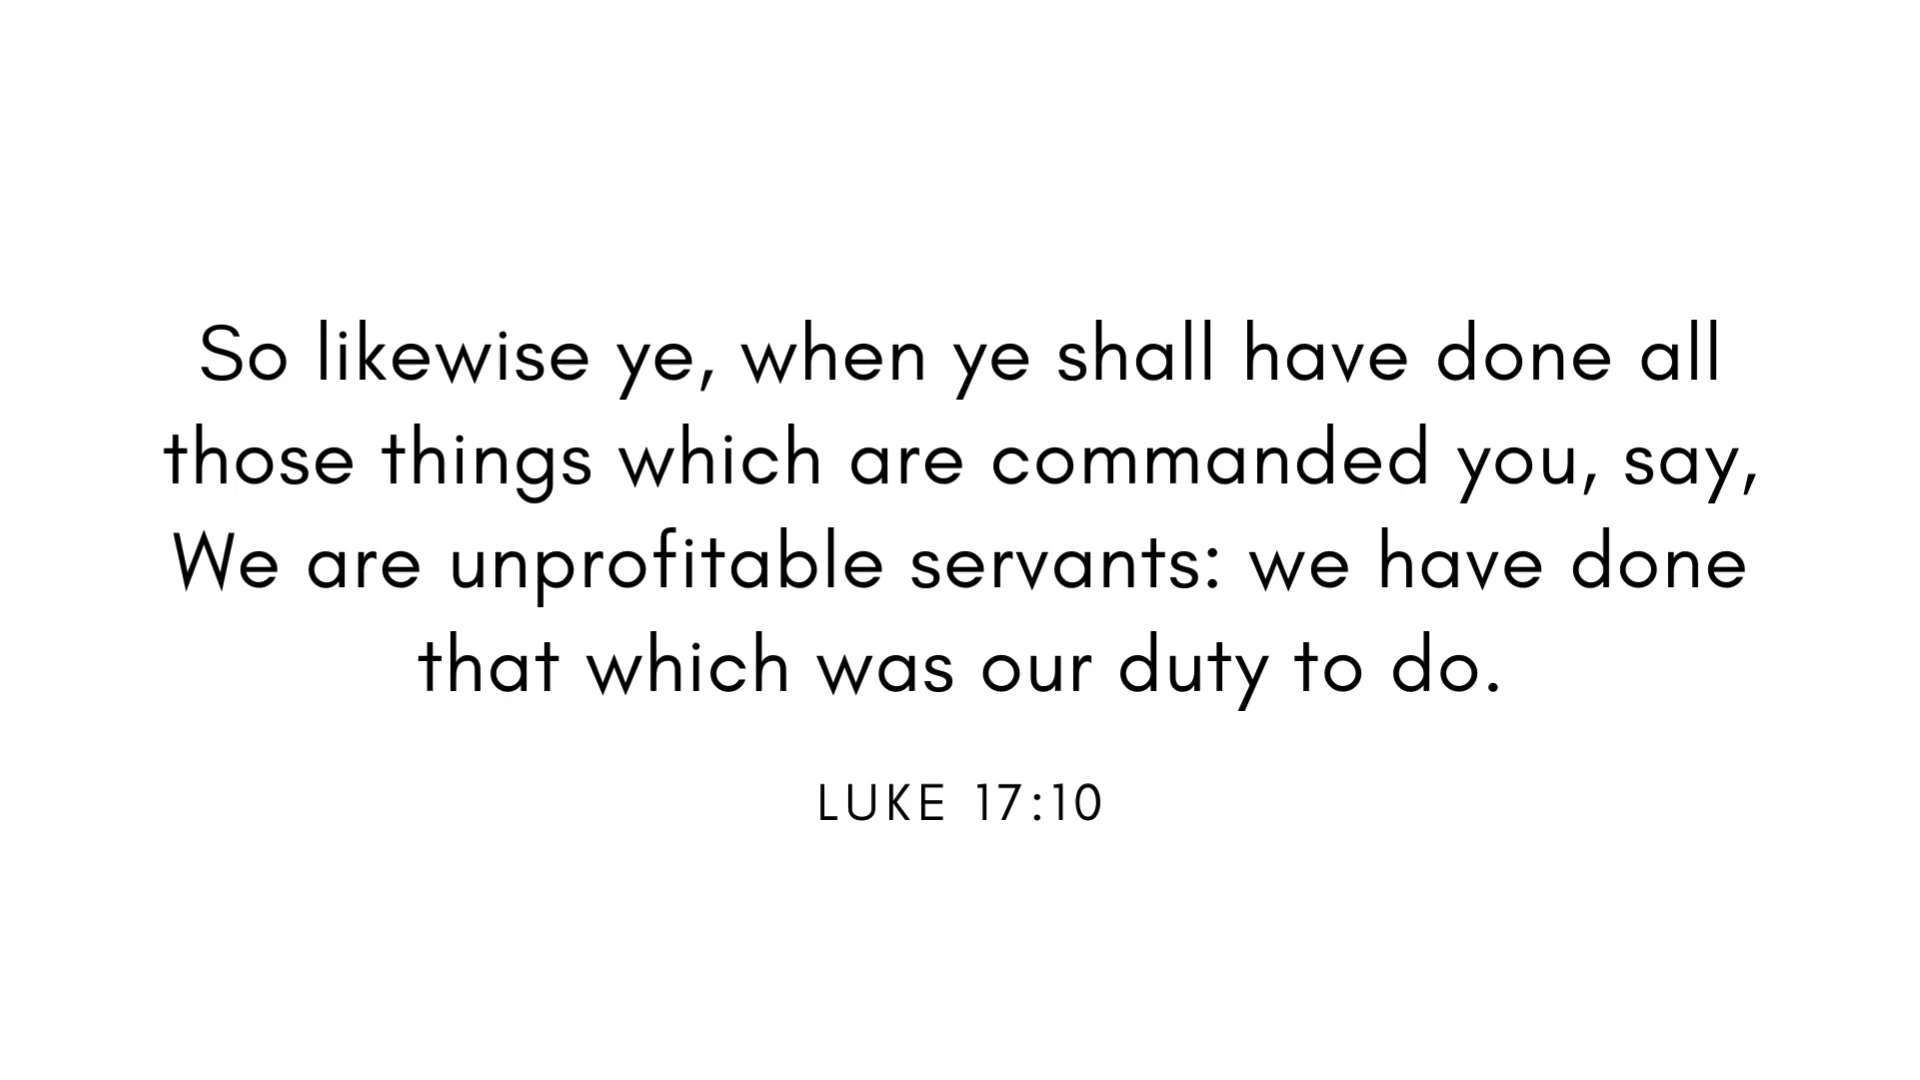 So likewise ye, when ye shall have done all
those things which are commanded you, say,
We are unprofitable servants: we have done
that which was our duty to do.
LUKE 17:10